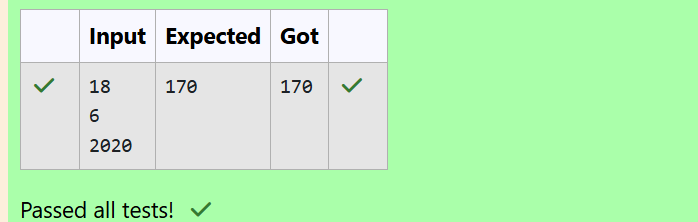 Input Expected Got
18 170 170
6
2020
Passed all tests!